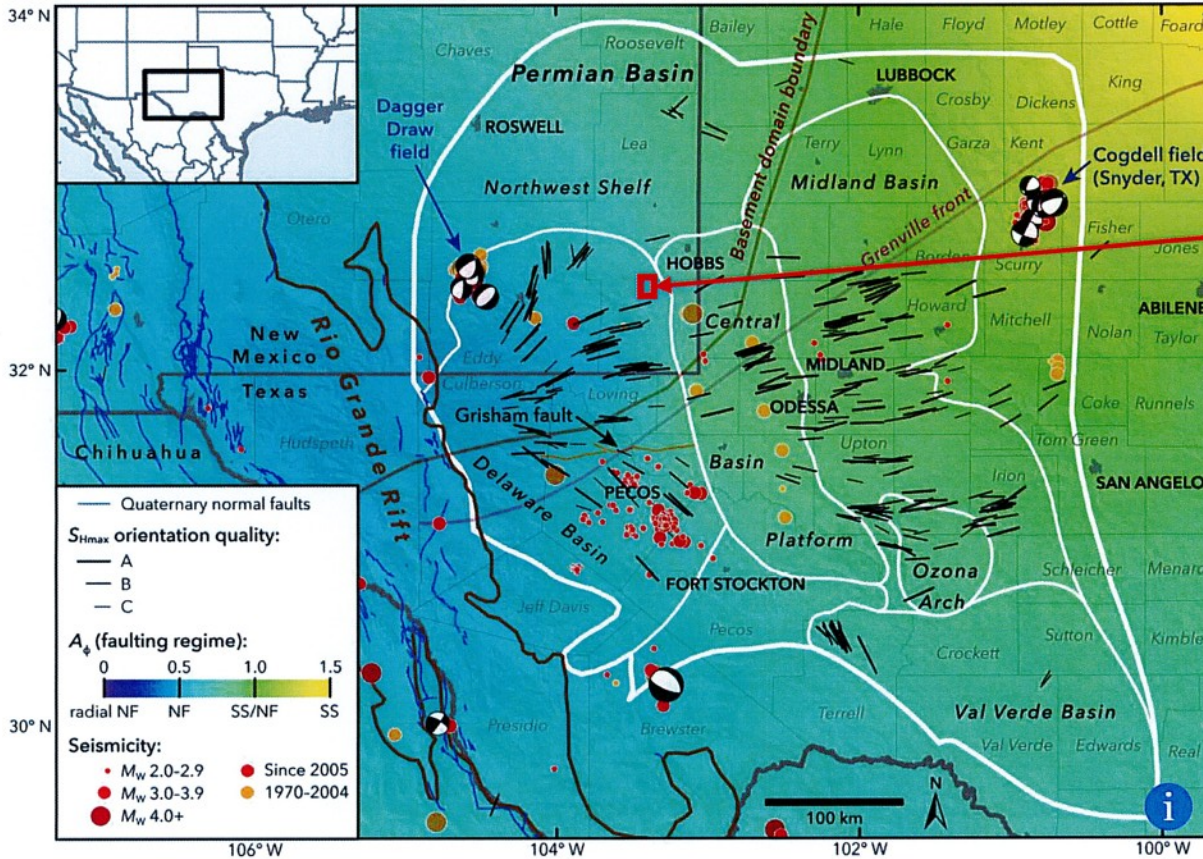 34° N
32° N
30° N
106° W
104° W
102° W
100° W
Bailey
Hale
Floyd
Motley
Cottle
Foard
Chaves
Roosevelt
Permian Basin
LUBBOCK
King
Crosby
Dickens
Dagger
Draw
field
ROSWELL
Lea
Basement domain boundary
Terry
Lynn
Garza
Kent
Cogdell field
(Snyder, TX)
Northwest Shelf
Midland Basin
Otero
Grenville front
Fisher
HOBBS
Borden
Scurry
Jones
Howard
Mitchell
ABILENE
Nolan
Taylor
New
Mexico
Texas
Rio Grande Rift
Eddy
Culberson
Loving
Central
MIDLAND
Grisham fault
ODESSA
Coke
Runnels
Chihuahua
Hudspeth
Upton
Tom Green
Irion
Delaware Basin
PECOS
Basin
SAN ANGELO
Platform
Ozona
Arch
Schleicher
Menard
FORT STOCKTON
Jeff Davis
Pecos
Crockett
Sutton
Kimble
Presidio
Brewster
Terrell
Val Verde Basin
Val Verde
Edwards
Real
Quaternary normal faults
SHmax orientation quality:
A
B
C
Aϕ (faulting regime):
0 0.5 1.0 1.5
radial NF NF SS/NF SS
Seismicity:
Mw 2.0-2.9
Mw 3.0-3.9
Mw 4.0+
Since 2005
1970-2004
N
100 km
i